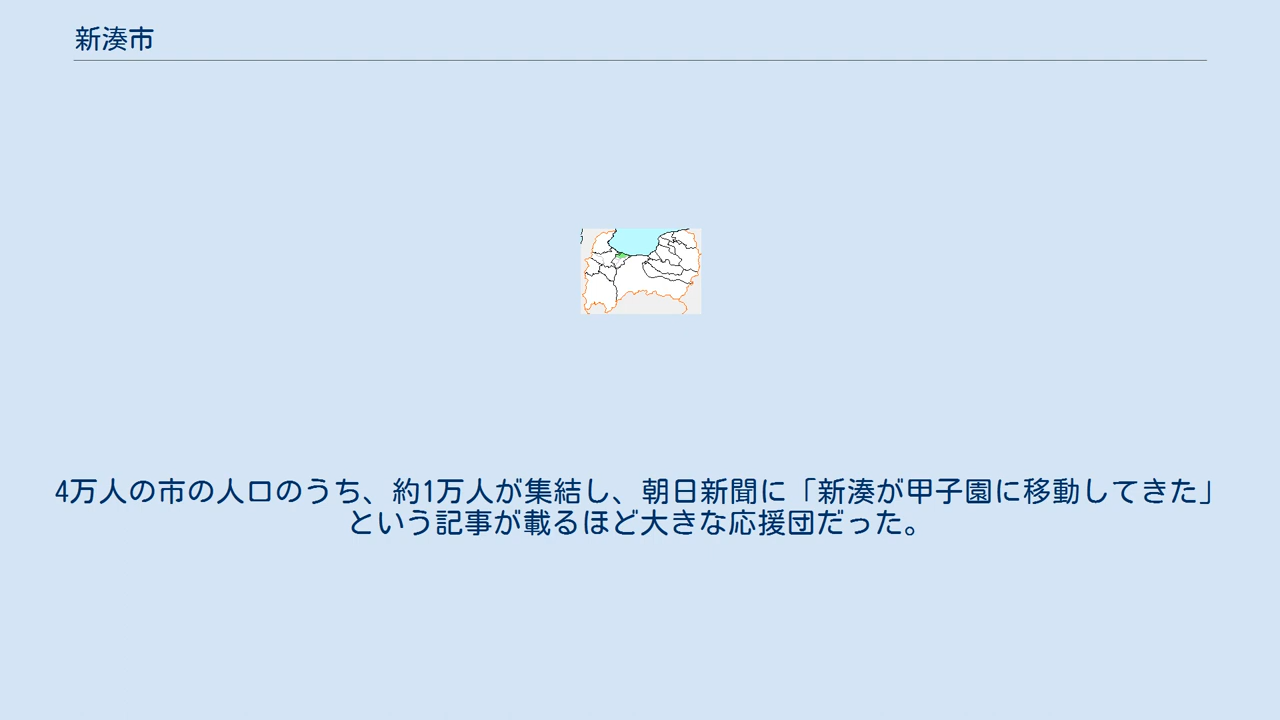 新湊市
4万人の市の人口のうち、約1万人が集結し、朝日新聞に「新湊が甲子園に移動してきた」
という記事が載るほど大きな応援団だった。